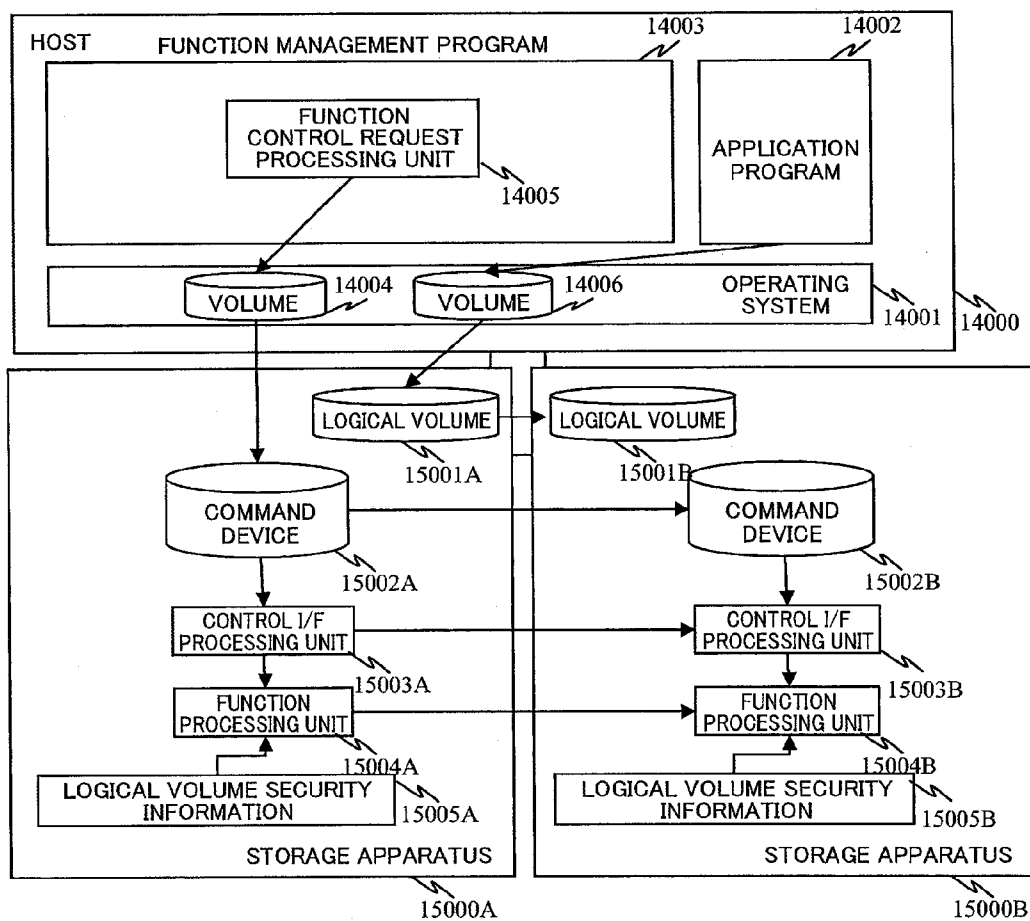 HOST
FUNCTION MANAGEMENT PROGRAM
14003
14002
FUNCTION
CONTROL REQUEST
PROCESSING UNIT
14005
APPLICATION
PROGRAM
VOLUME
14004
VOLUME
14006
OPERATING
SYSTEM
14001
14000
LOGICAL VOLUME
15001A
LOGICAL VOLUME
15001B
COMMAND
DEVICE
15002A
COMMAND
DEVICE
15002B
CONTROL I/F
PROCESSING UNIT
15003A
CONTROL I/F
PROCESSING UNIT
15003B
FUNCTION
PROCESSING UNIT
15004A
FUNCTION
PROCESSING UNIT
15004B
LOGICAL VOLUME SECURITY
INFORMATION
15005A
LOGICAL VOLUME SECURITY
INFORMATION
15005B
STORAGE APPARATUS
15000A
STORAGE APPARATUS
15000B